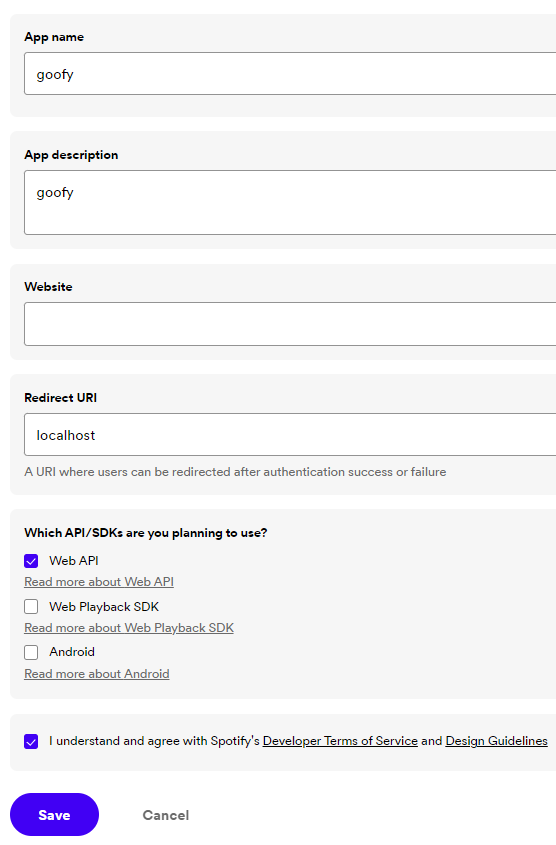 App name
goofy
App description
goofy
Website
Redirect URI
localhost
A URI where users can be redirected after authentication success or failure
Which API/SDKs are you planning to use?
Web API
Read more about Web API
Web Playback SDK
Read more about Web Playback SDK
Android
Read more about Android
I understand and agree with Spotify's Developer Terms of Service and Design Guidelines
Save Cancel